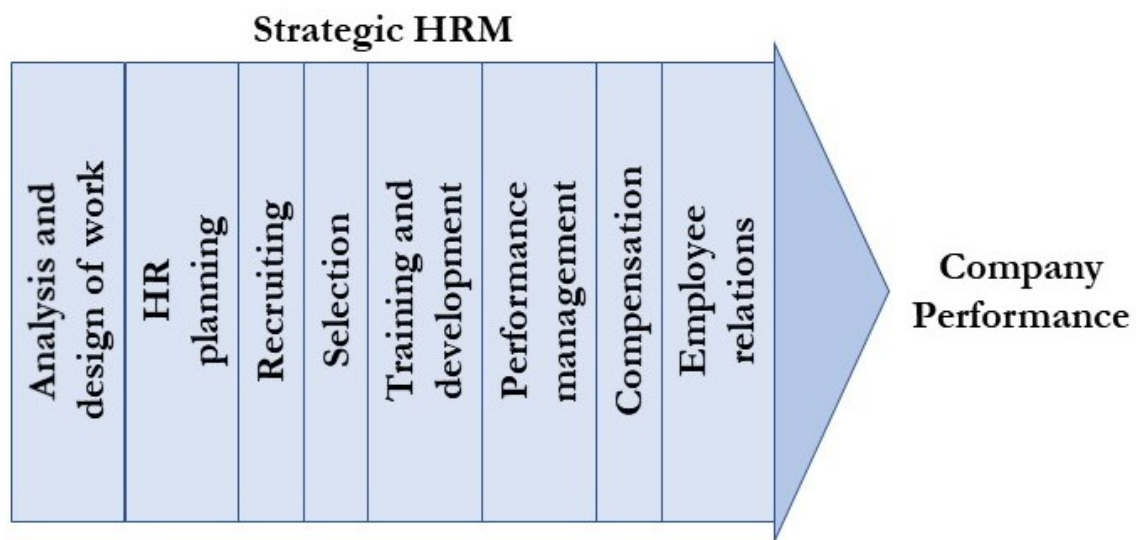 Strategic HRM
Analysis and
design of work
HR
planning
Recruiting
Selection
Training and
development
Performance
management
Compensation
Employee
relations
Company
Performance